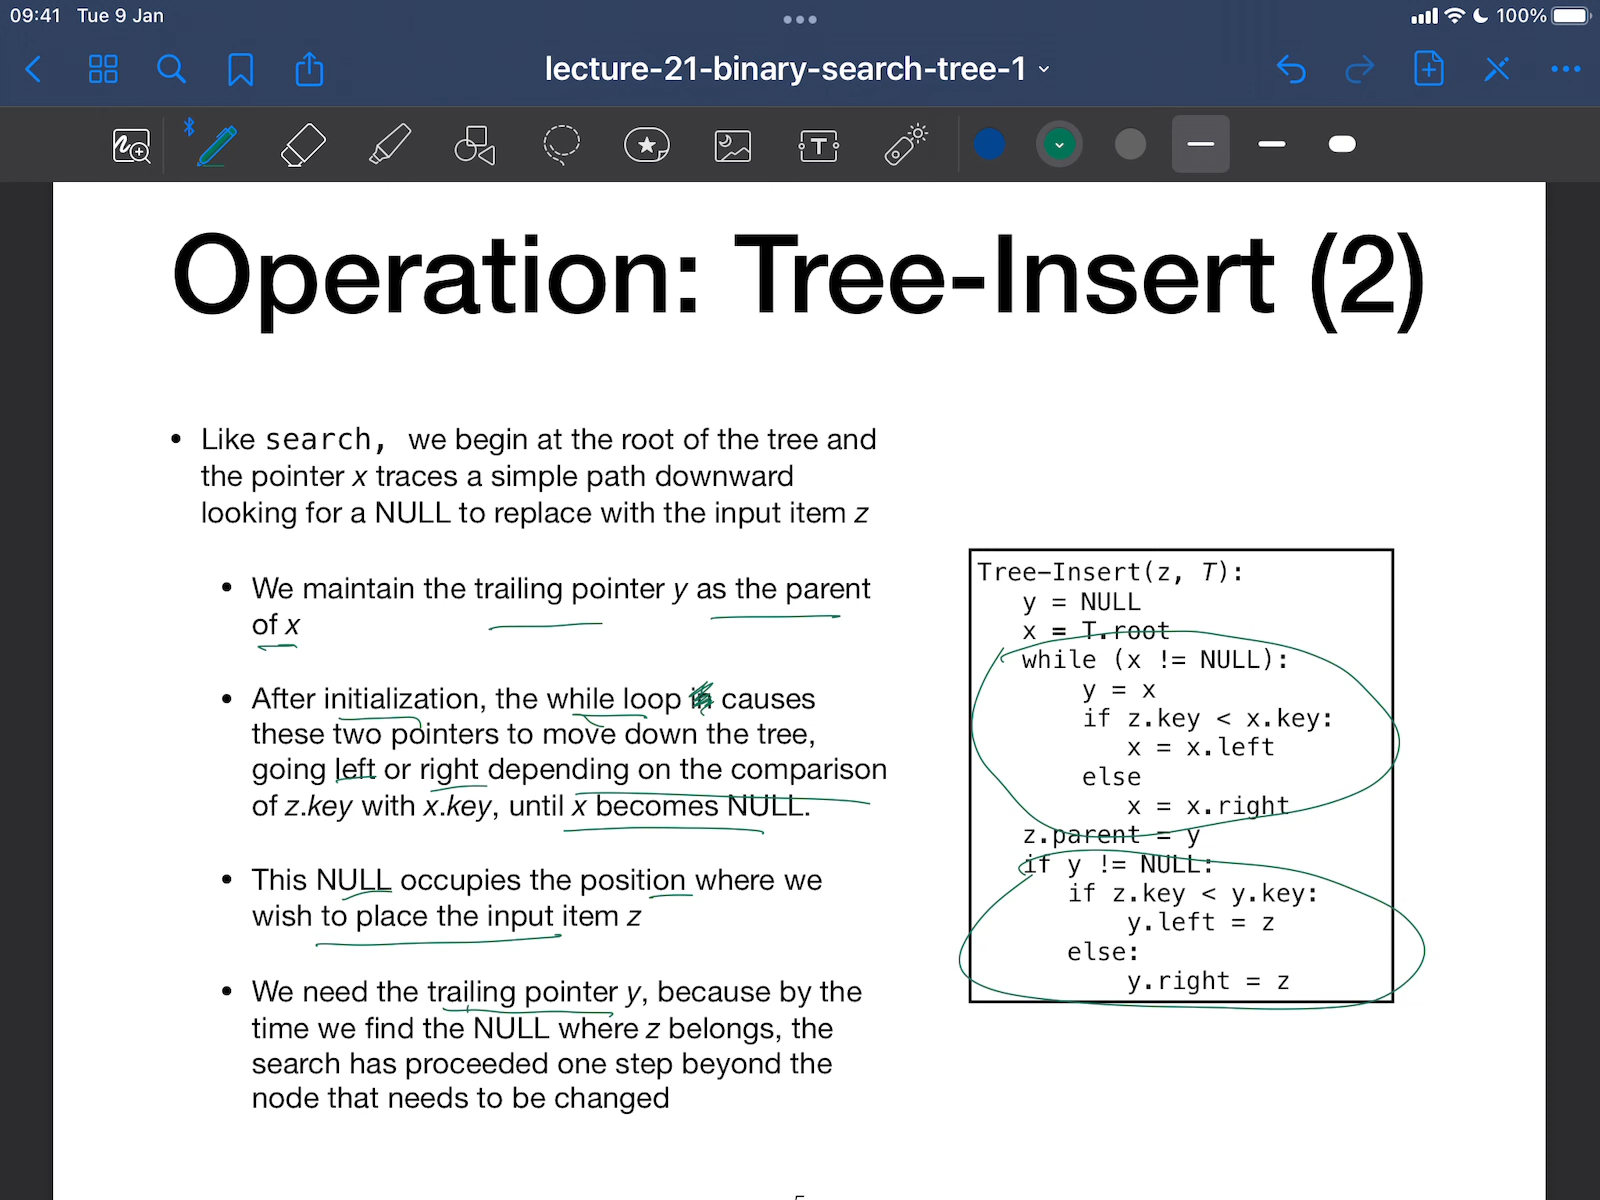 09:41 Tue 9 Jan
100%
lecture-21-binary-search-tree-1
Operation: Tree-Insert (2)
• Like search, we begin at the root of the tree and
the pointer x traces a simple path downward
looking for a NULL to replace with the input item z
• We maintain the trailing pointer y as the parent
of x
• After initialization, the while loop causes
these two pointers to move down the tree,
going left or right depending on the comparison
of z.key with x.key, until x becomes NULL.
• This NULL occupies the position where we
wish to place the input item z
• We need the trailing pointer y, because by the
time we find the NULL where z belongs, the
search has proceeded one step beyond the
node that needs to be changed
Tree-Insert(z, T):
y = NULL
x = T.root
while (x != NULL):
y = x
if z.key < x.key:
x = x.left
else
x = x.right
z.parent = y
if y != NULL:
if z.key < y.key:
y.left = z
else:
y.right = z